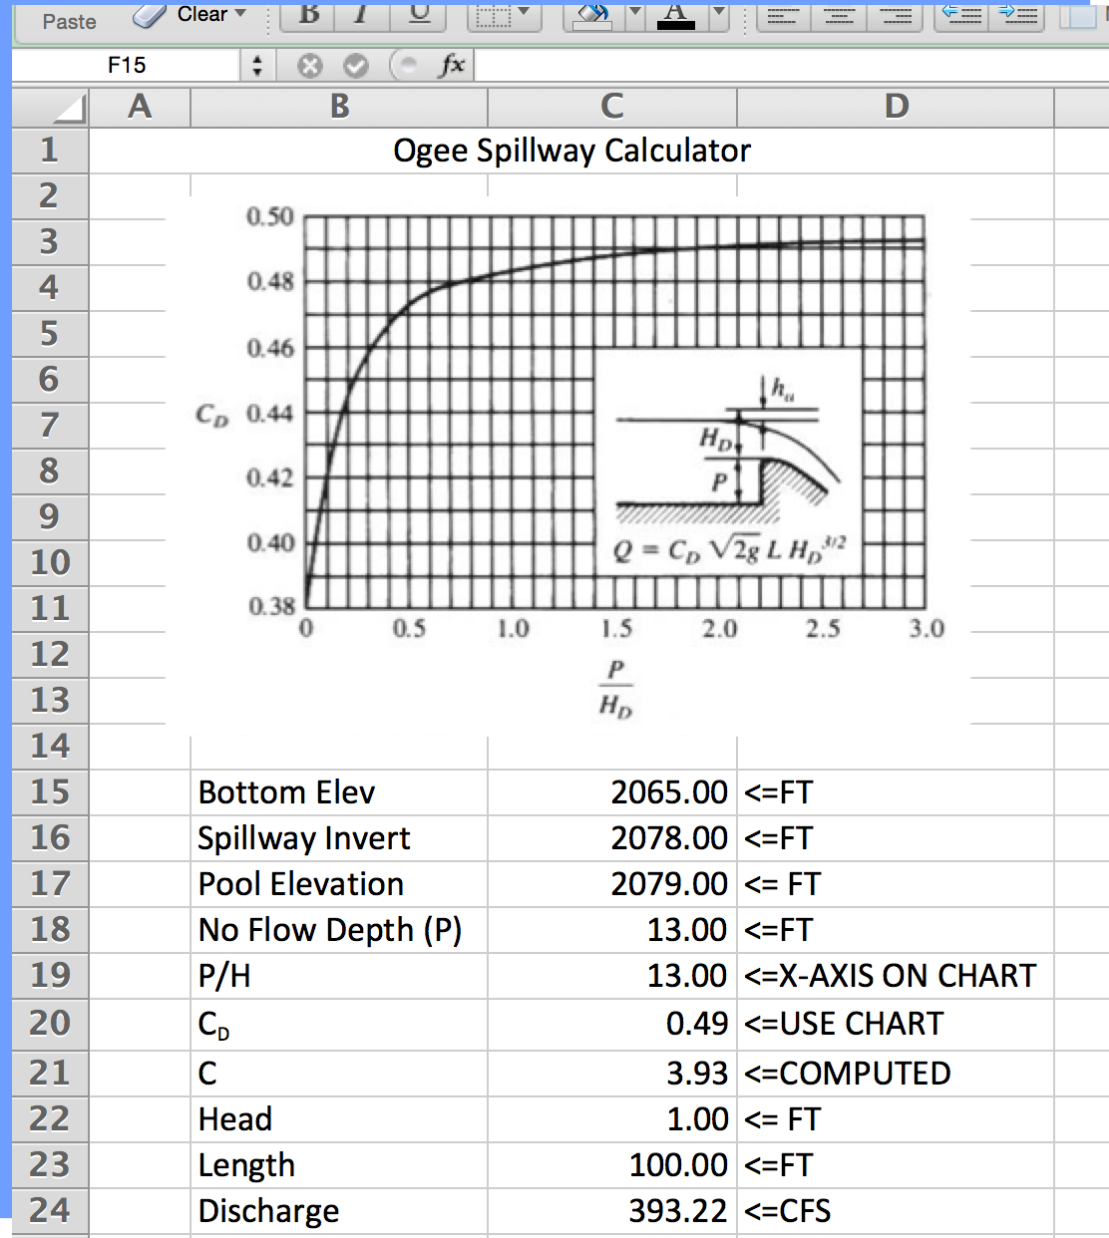 Paste Clear B I U A
F15 fx
A B C D
1 Ogee Spillway Calculator
2
3
4
5
6
7
8
9
10
11
12
13
14
0.50
0.48
0.46
C_D 0.44
0.42
0.40
0.38
0 0.5 1.0 1.5 2.0 2.5 3.0
P
H_D
h_a
H_D
P
Q = C_D √2g L H_D^3/2
15 Bottom Elev 2065.00 <=FT
16 Spillway Invert 2078.00 <=FT
17 Pool Elevation 2079.00 <= FT
18 No Flow Depth (P) 13.00 <=FT
19 P/H 13.00 <=X-AXIS ON CHART
20 C_D 0.49 <=USE CHART
21 C 3.93 <=COMPUTED
22 Head 1.00 <= FT
23 Length 100.00 <=FT
24 Discharge 393.22 <=CFS